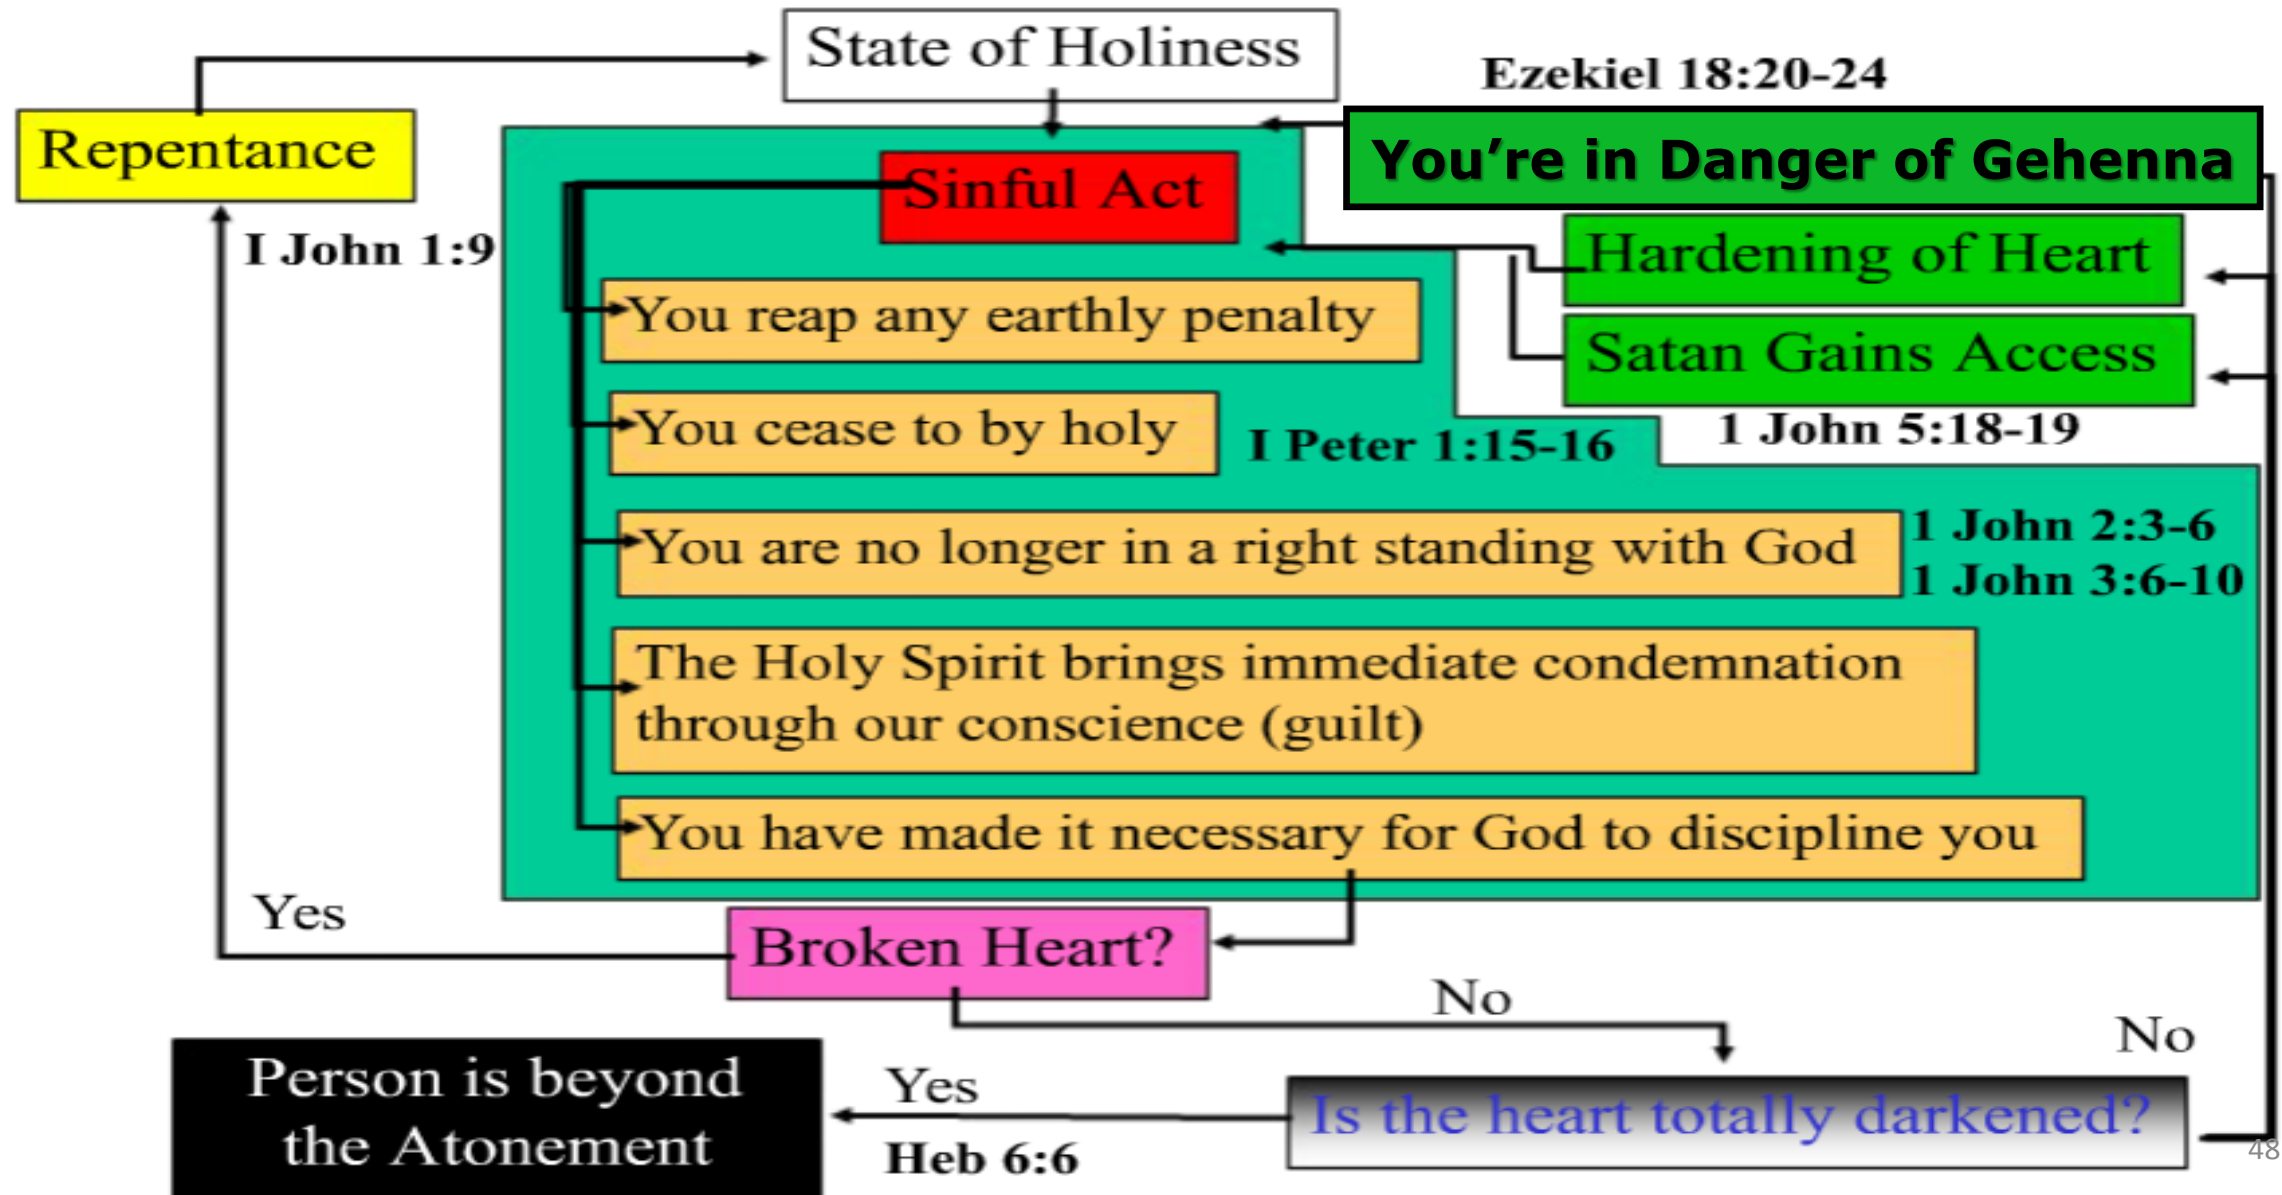 State of Holiness
Ezekiel 18:20-24
Repentance
You’re in Danger of Gehenna
Sinful Act
I John 1:9
Hardening of Heart
You reap any earthly penalty
Satan Gains Access
You cease to by holy
I Peter 1:15-16
1 John 5:18-19
You are no longer in a right standing with God
1 John 2:3-6
1 John 3:6-10
The Holy Spirit brings immediate condemnation
through our conscience (guilt)
You have made it necessary for God to discipline you
Yes
Broken Heart?
No
No
Person is beyond
the Atonement
Yes
Heb 6:6
Is the heart totally darkened?
48